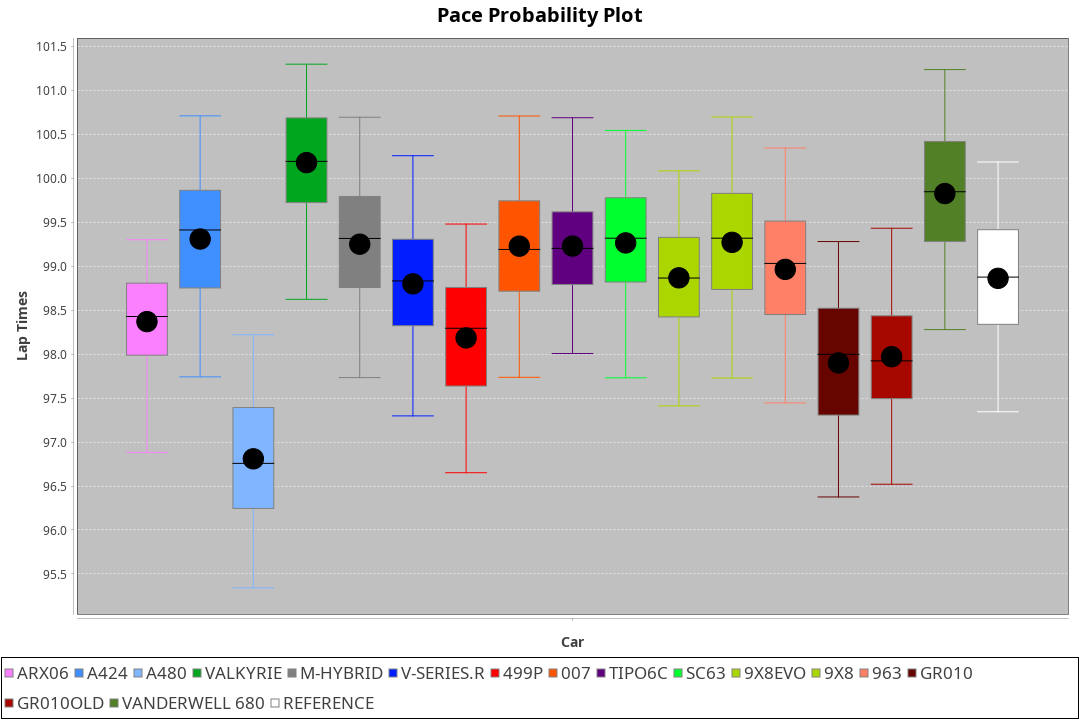 Pace Probability Plot
101.5
101.0
100.5
100.0
99.5
99.0
98.5
98.0
97.5
97.0
96.5
96.0
95.5
Lap Times
Car
ARX06 A424 A480 VALKYRIE M-HYBRID V-SERIES.R 499P 007 TIPO6C SC63 9X8EVO 9X8 963 GR010
GR010OLD VANDERWELL 680 REFERENCE